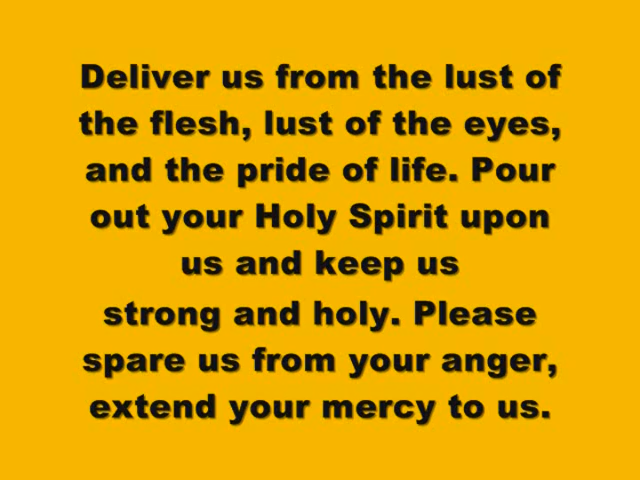 Deliver us from the lust of
the flesh, lust of the eyes,
and the pride of life. Pour
out your Holy Spirit upon
us and keep us
strong and holy. Please
spare us from your anger,
extend your mercy to us.